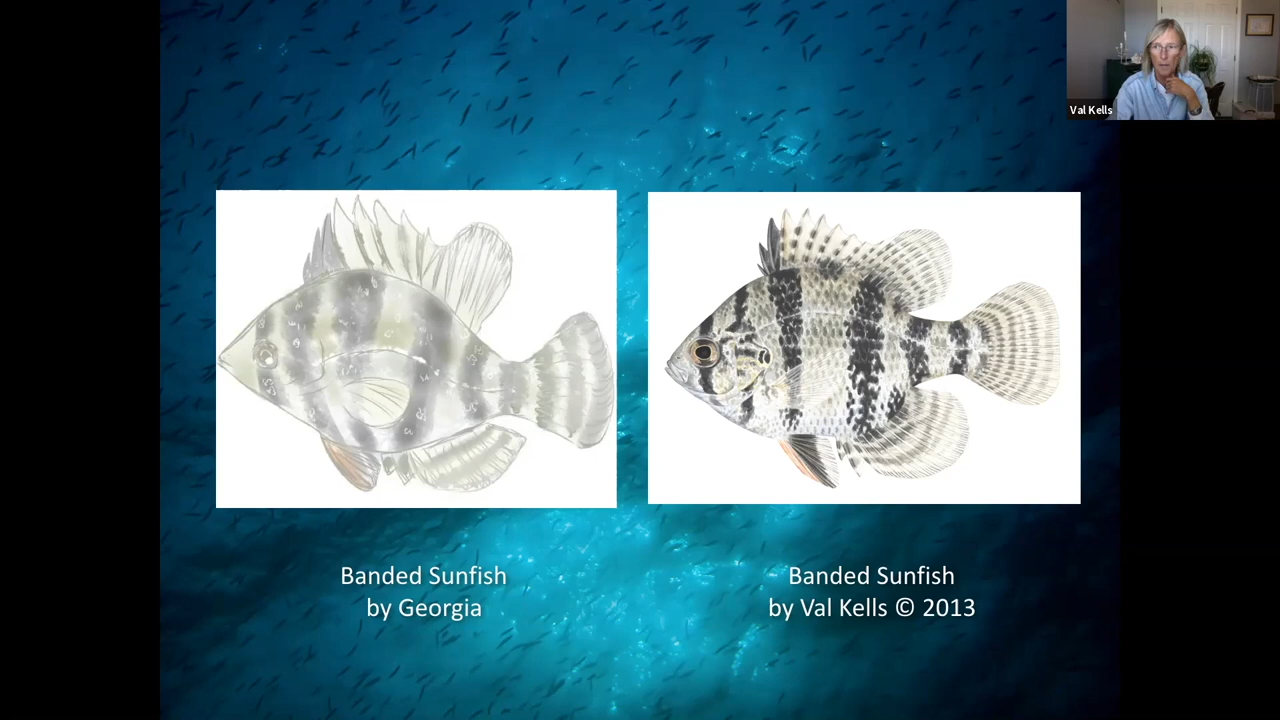 Val Kells
Banded Sunfish
by Georgia
Banded Sunfish
by Val Kells © 2013